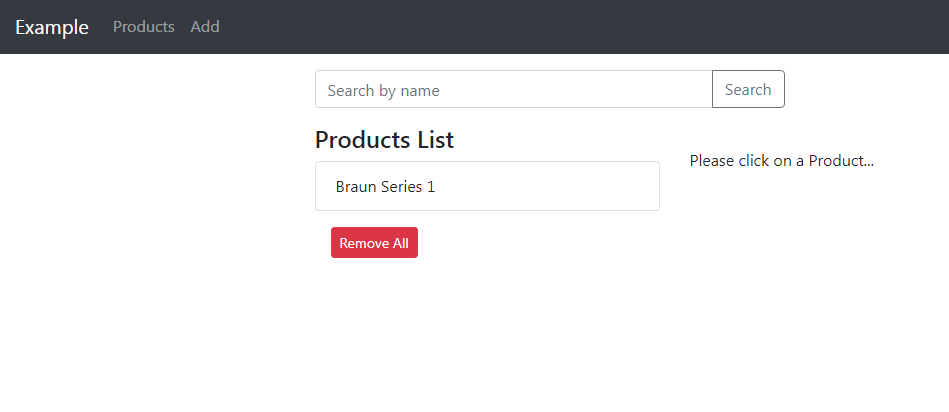 Example Products Add
Search by name Search
Products List
Please click on a Product...
Braun Series 1
Remove All